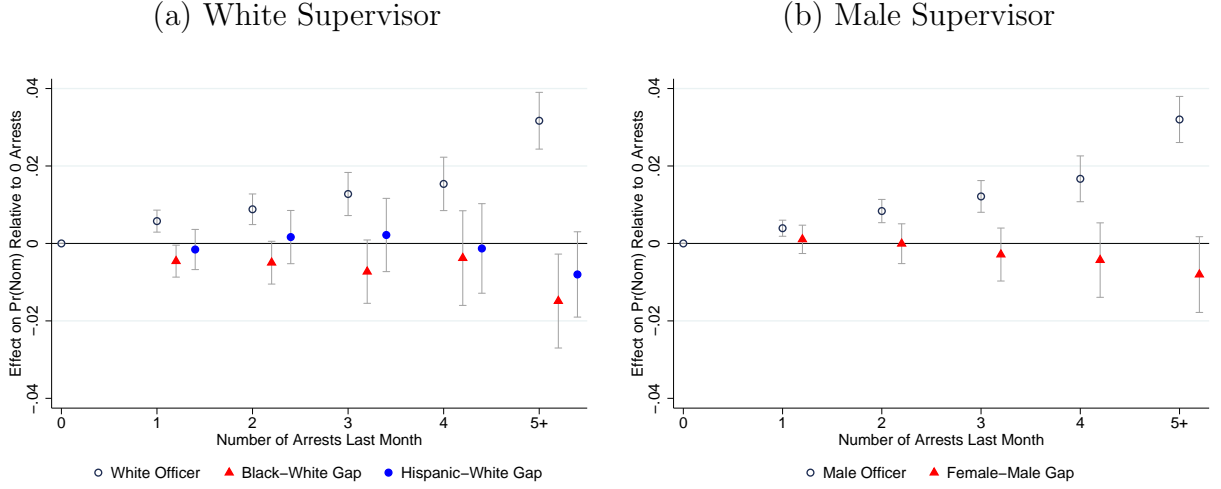 (a) White Supervisor
(b) Male Supervisor
Effect on Pr(Nom) Relative to 0 Arrests
.04
.02
0
-.02
-.04
0 1 2 3 4 5+
Number of Arrests Last Month
White Officer Black-White Gap Hispanic-White Gap
Effect on Pr(Nom) Relative to 0 Arrests
.04
.02
0
-.02
-.04
0 1 2 3 4 5+
Number of Arrests Last Month
Male Officer Female-Male Gap